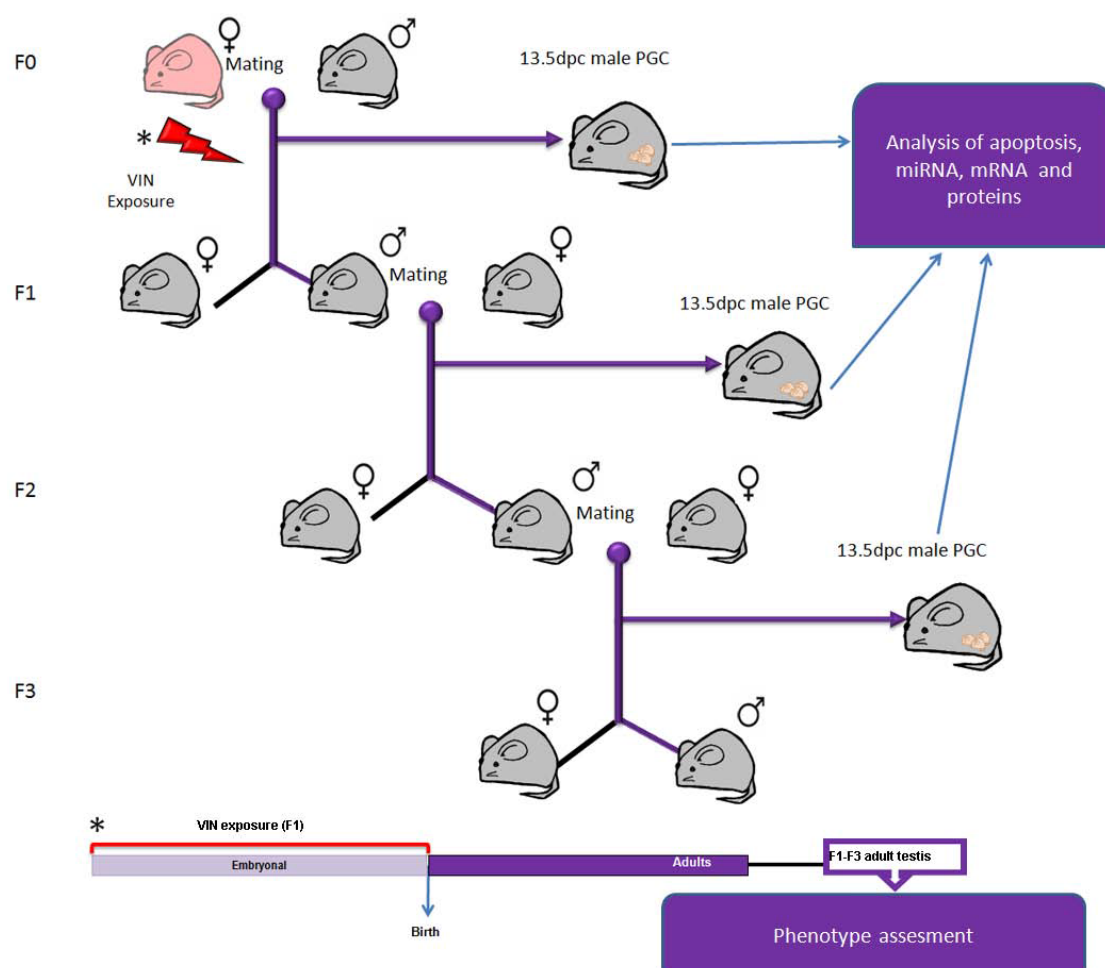 F0
♀
♂
Mating
13.5dpc male PGC
*
VIN
Exposure
Analysis of apoptosis,
miRNA, mRNA and
proteins
F1
♀
♂
Mating
♀
13.5dpc male PGC
F2
♀
♂
Mating
♀
13.5dpc male PGC
F3
♀
♂
*
VIN exposure (F1)
Embryonal
Adults
F1-F3 adult testis
Birth
Phenotype assesment